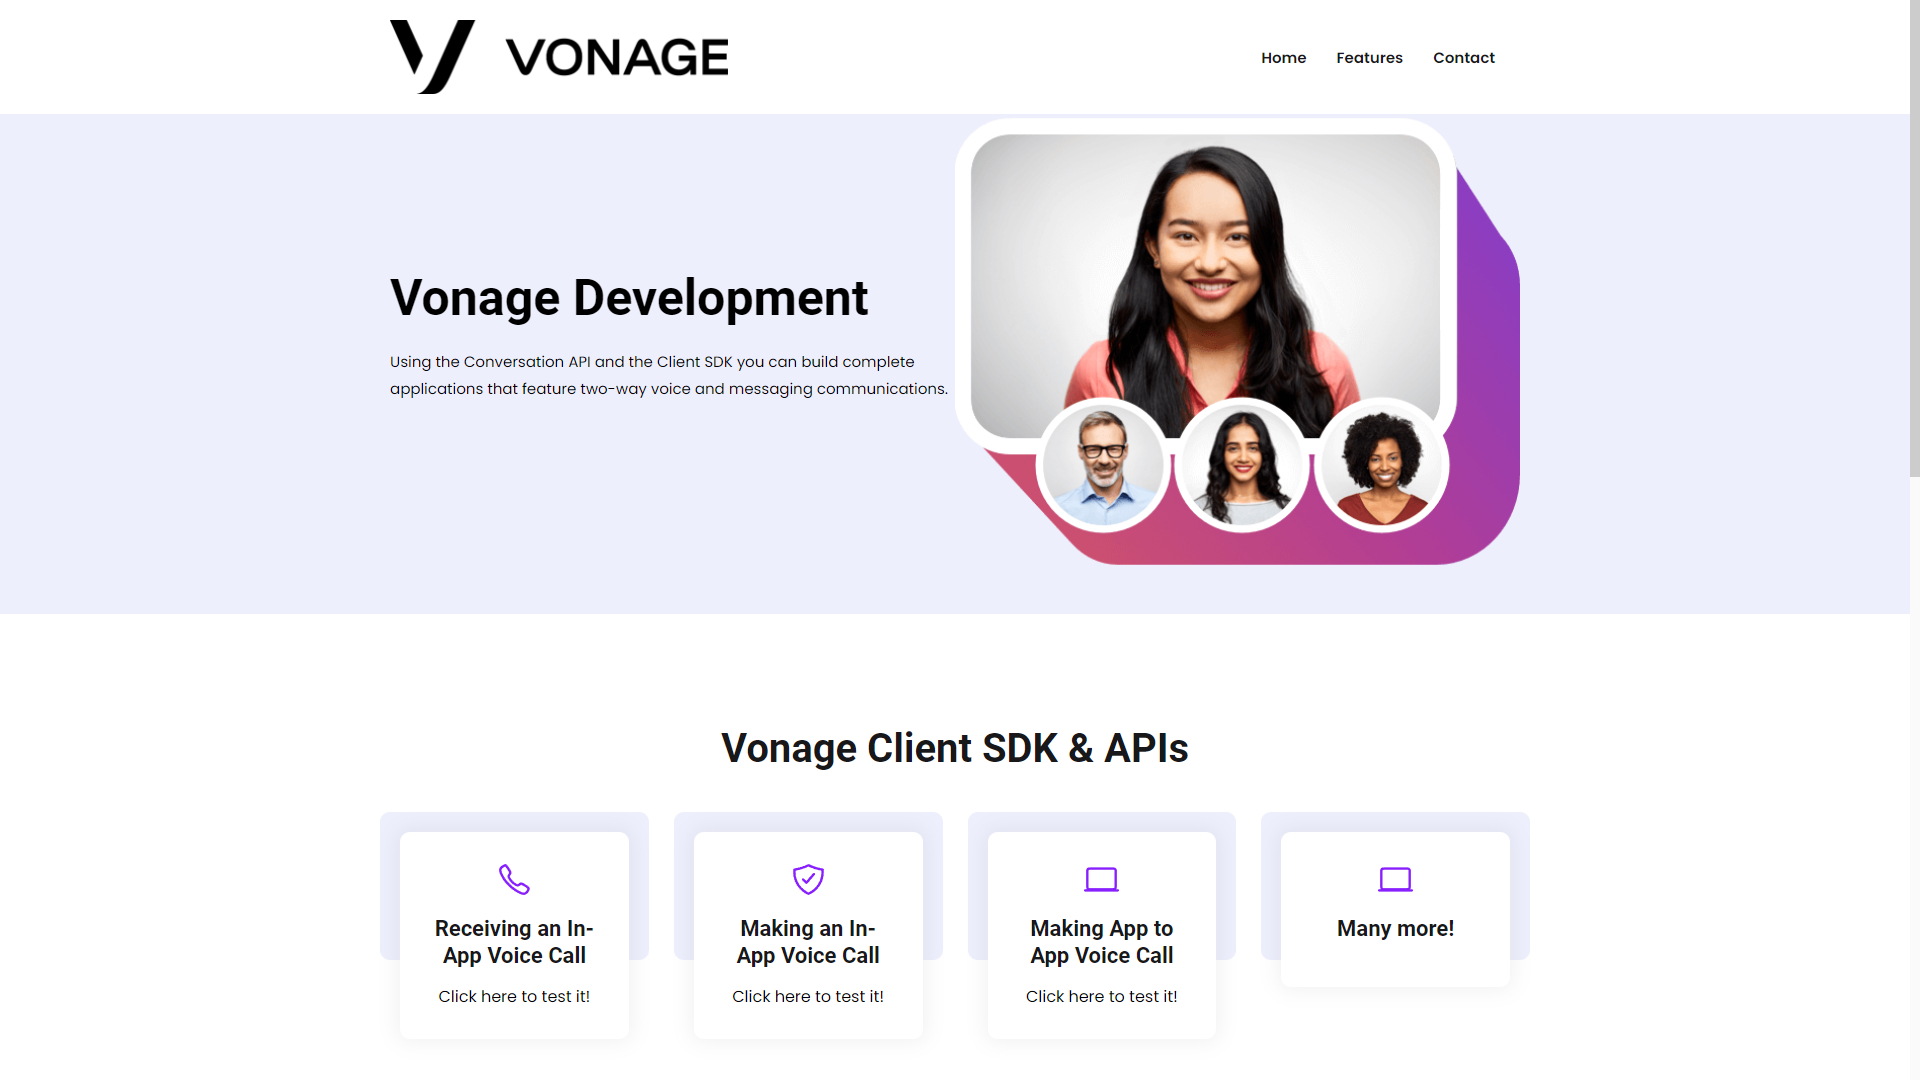 VONAGE
Home
Features
Contact
Vonage Development
Using the Conversation API and the Client SDK you can build complete
applications that feature two-way voice and messaging communications.
Vonage Client SDK & APIs
Receiving an In-
App Voice Call
Click here to test it!
Making an In-
App Voice Call
Click here to test it!
Making App to
App Voice Call
Click here to test it!
Many more!